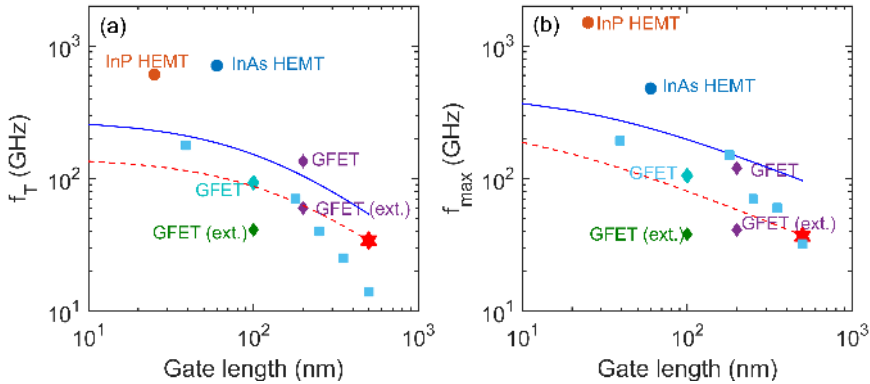 (a)
10³
10²
10¹
f_T (GHz)
InP HEMT
InAs HEMT
GFET
GFET
GFET (ext.)
GFET (ext.)
10¹
10²
10³
Gate length (nm)
(b)
10³
10²
10¹
f_max (GHz)
InP HEMT
InAs HEMT
GFET
GFET
GFET (ext.)
GFET (ext.)
10¹
10²
10³
Gate length (nm)